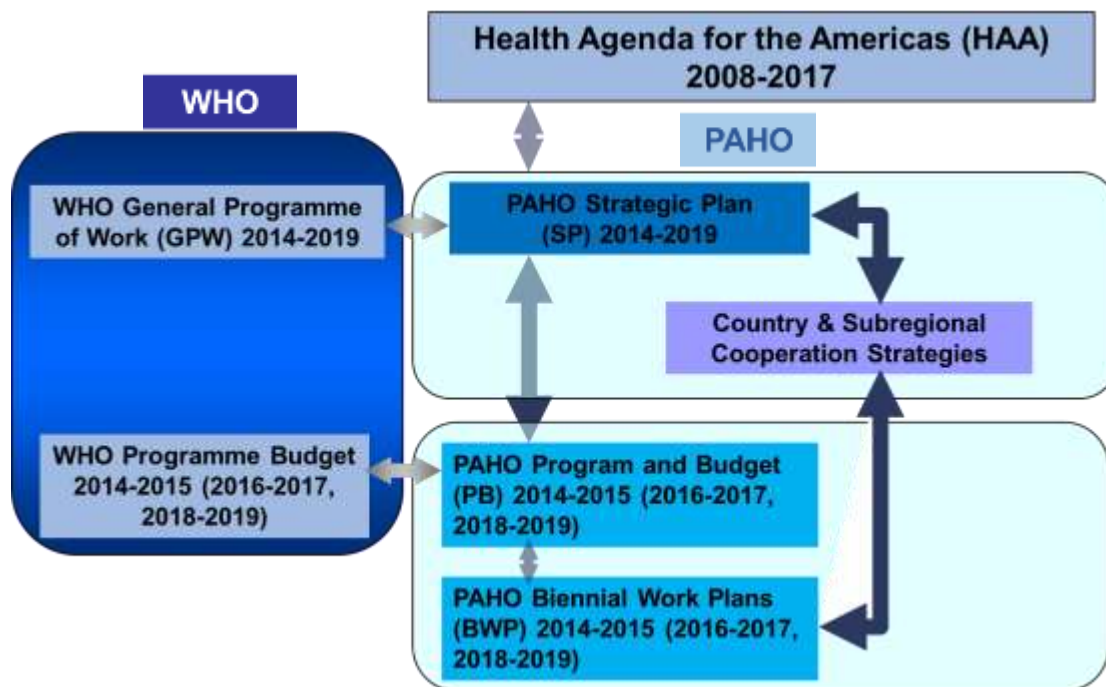 Health Agenda for the Americas (HAA)
2008-2017
WHO
PAHO
WHO General Programme
of Work (GPW) 2014-2019
PAHO Strategic Plan
(SP) 2014-2019
Country & Subregional
Cooperation Strategies
WHO Programme Budget
2014-2015 (2016-2017,
2018-2019)
PAHO Program and Budget
(PB) 2014-2015 (2016-2017,
2018-2019)
PAHO Biennial Work Plans
(BWP) 2014-2015 (2016-2017,
2018-2019)